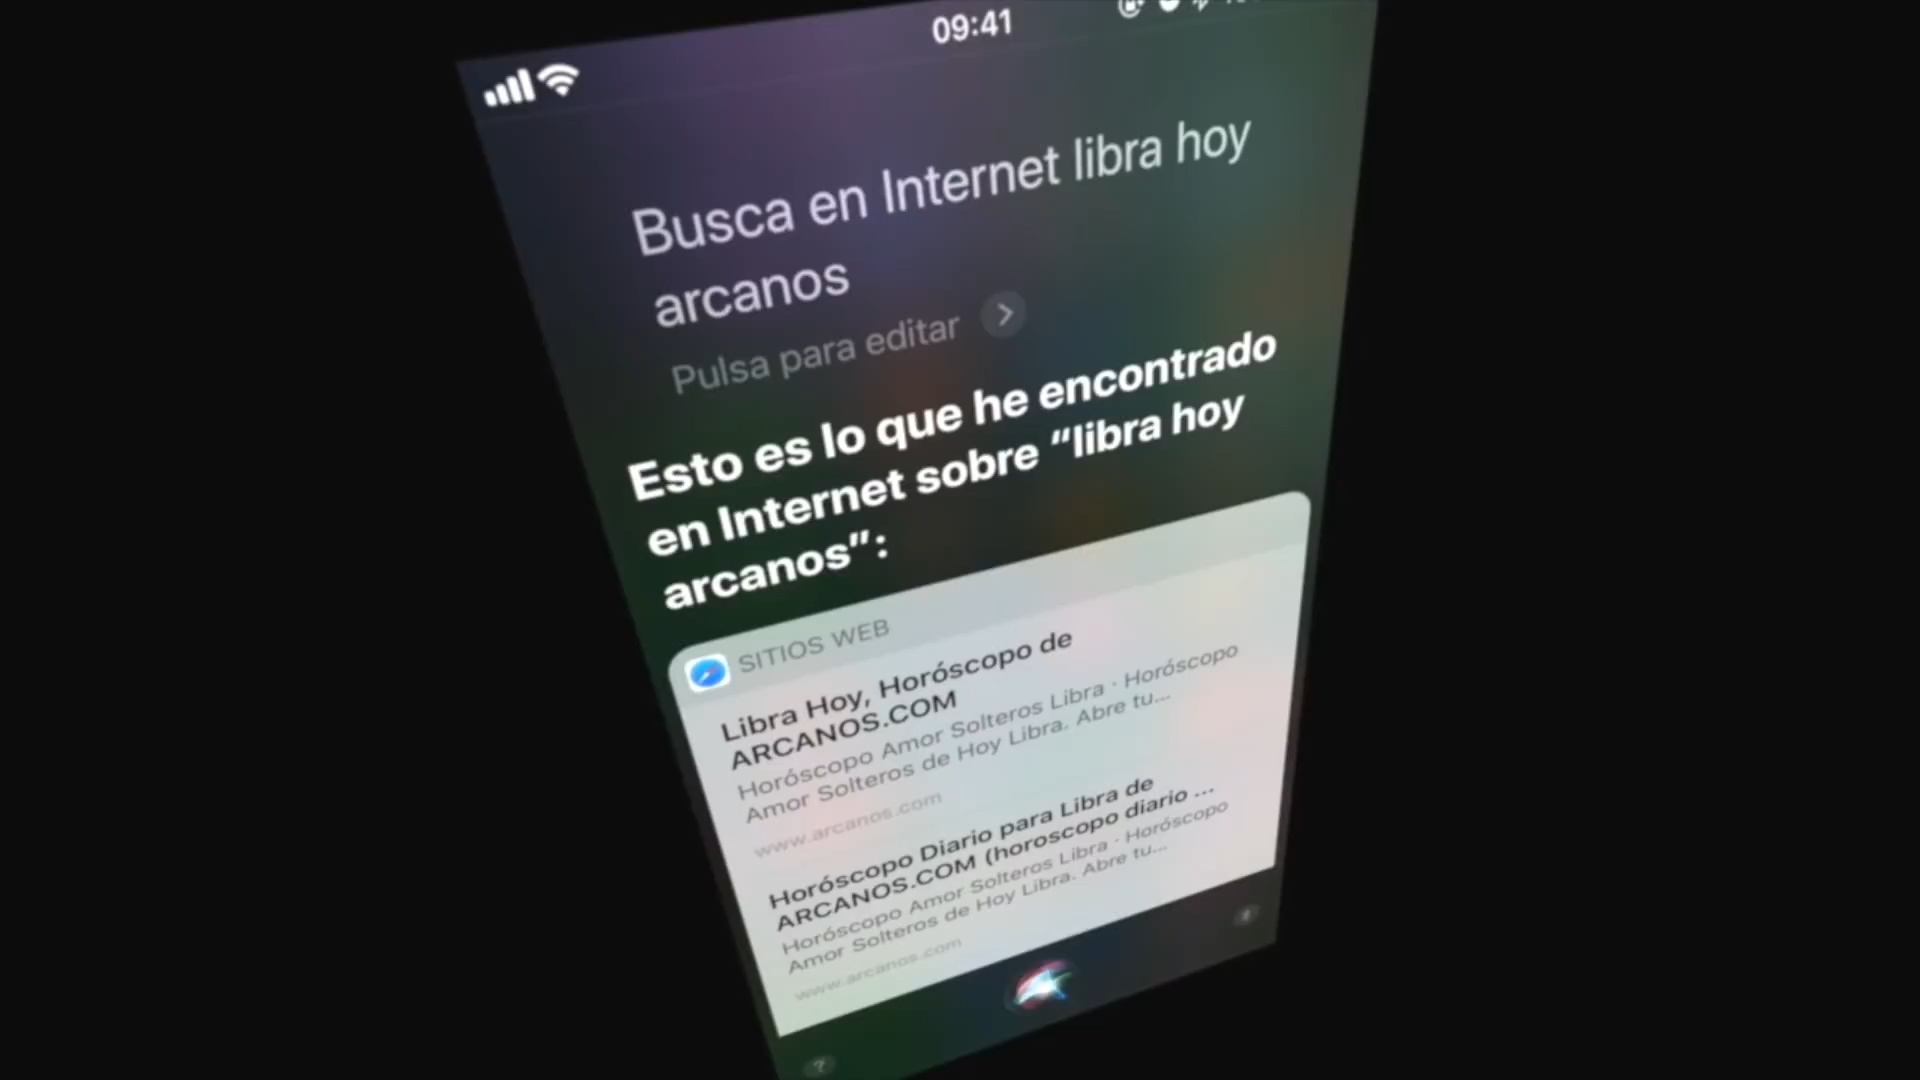 09:41
Busca en Internet libra hoy
arcanos
Pulsa para editar
Esto es lo que he encontrado
en Internet sobre “libra hoy
arcanos”:
SITIOS WEB
Libra Hoy, Horóscopo de
ARCANOS.COM
Horóscopo Amor Solteros Libra · Horóscopo
Amor Solteros de Hoy Libra. Abre tu...
www.arcanos.com
Horóscopo Diario para Libra de
ARCANOS.COM (horoscopo diario ...
Horóscopo Amor Solteros Libra · Horóscopo
Amor Solteros de Hoy Libra. Abre tu...
www.arcanos.com
?